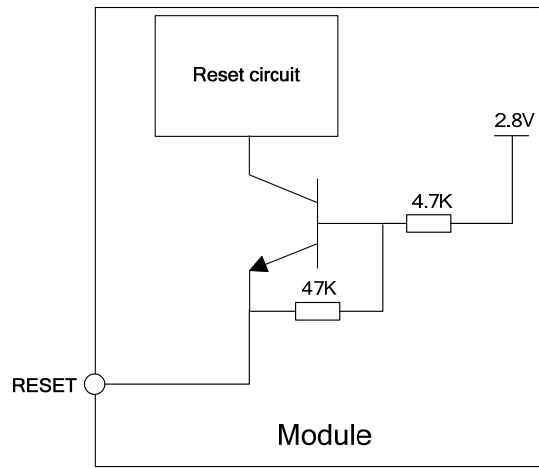 Reset circuit
2.8V
4.7K
47K
RESET
Module